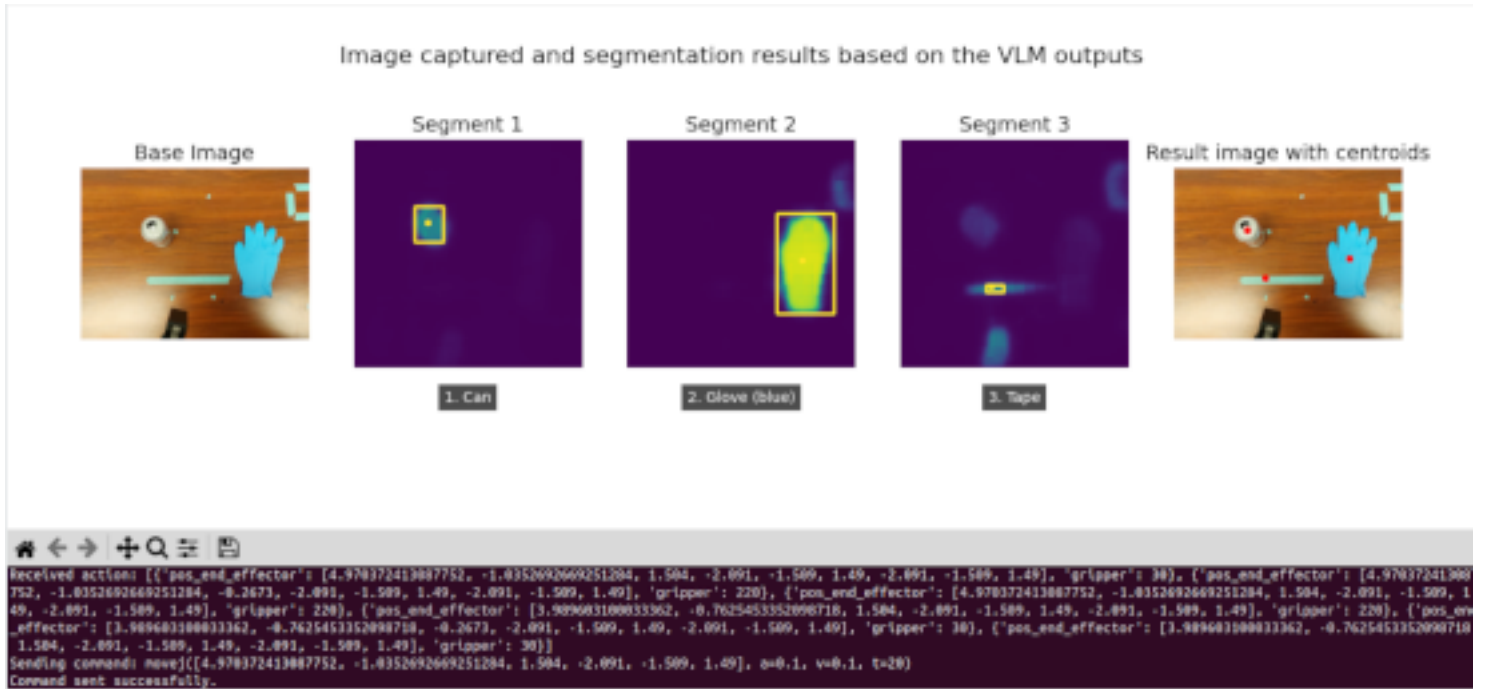 Image captured and segmentation results based on the VLM outputs
Base Image
Segment 1
Segment 2
Segment 3
Result image with centroids
1. Can
2. Glove (blue)
3. Tape
Received action: [{'pos_end_effector': [4.970372413087752, -1.0352692669251284, 1.504, -2.091, -1.509, 1.49, -2.091, -1.509, 1.49], 'gripper': 30}, {'pos_end_effector': [4.97037241308
752, -1.0352692669251284, -0.2673, -2.091, -1.509, 1.49, -2.091, -1.509, 1.49], 'gripper': 220}, {'pos_end_effector': [4.970372413087752, -1.0352692669251284, 1.504, -2.091, -1.509, 1
49, -2.091, -1.509, 1.49], 'gripper': 220}, {'pos_end_effector': [3.989603100033362, -0.7625453352098718, 1.504, -2.091, -1.509, 1.49, -2.091, -1.509, 1.49], 'gripper': 220}, {'pos_en
_effector': [3.989603100033362, -0.7625453352098718, -0.2673, -2.091, -1.509, 1.49, -2.091, -1.509, 1.49], 'gripper': 30}, {'pos_end_effector': [3.989603100033362, -0.7625453352098718
1.504, -2.091, -1.509, 1.49, -2.091, -1.509, 1.49], 'gripper': 30}]
Sending command: movej([4.970372413087752, -1.0352692669251284, 1.504, -2.091, -1.509, 1.49], a=0.1, v=0.1, t=20)
Command sent successfully.